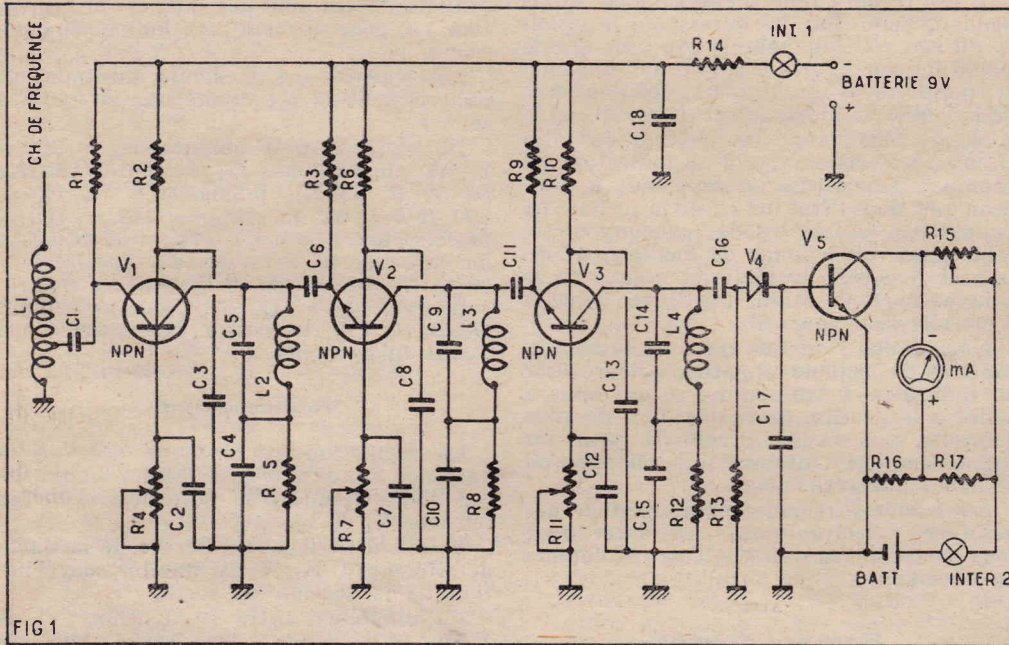 CH. DE FREQUENCE
L1
C1
R1
R2
V1
NPN
R'4
C2
C3
C5
C4
L2
R5
C6
R3
R6
V2
NPN
R7
C7
C8
C9
C10
L3
R8
C11
R9
R10
V3
NPN
R11
C12
C13
C14
C15
L4
R12
R13
C16
V4
C17
C18
R14
INT.1
-
BATTERIE 9V
+
V5
NPN
R15
-
mA
+
R16
R17
BATT
INTER 2
FIG 1